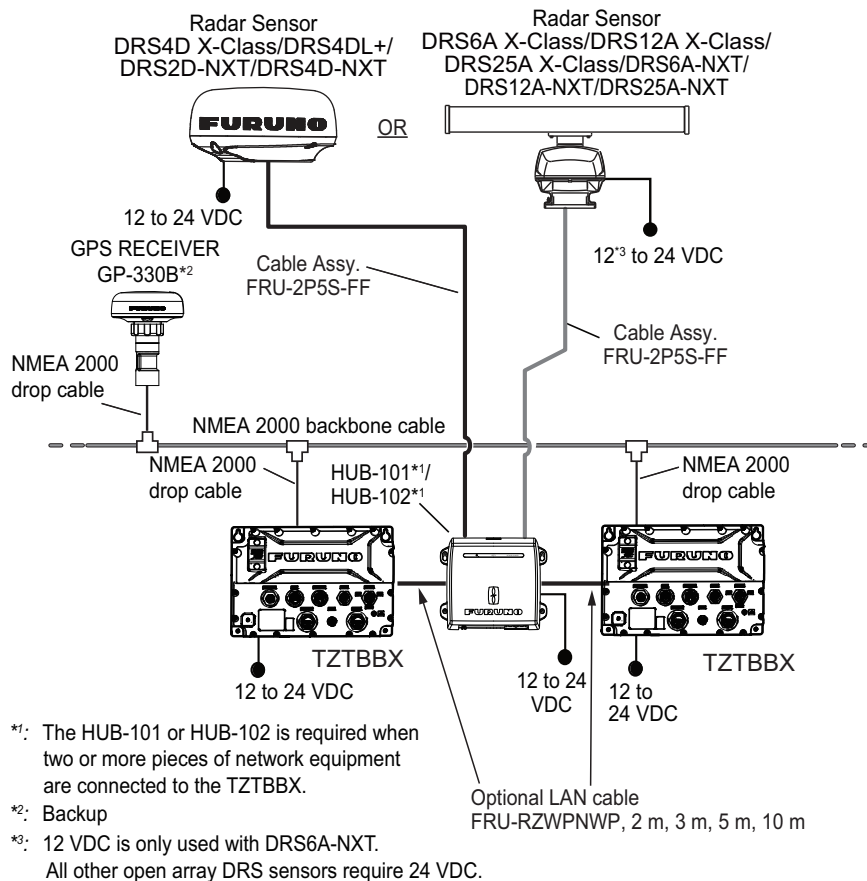 Radar Sensor
DRS4D X-Class/DRS4DL+/
DRS2D-NXT/DRS4D-NXT
Radar Sensor
DRS6A X-Class/DRS12A X-Class/
DRS25A X-Class/DRS6A-NXT/
DRS12A-NXT/DRS25A-NXT
FURUNO
OR
12 to 24 VDC
12*3 to 24 VDC
GPS RECEIVER
GP-330B*2
Cable Assy.
FRU-2P5S-FF
Cable Assy.
FRU-2P5S-FF
NMEA 2000
drop cable
NMEA 2000 backbone cable
NMEA 2000
drop cable
HUB-101*1/
HUB-102*1
NMEA 2000
drop cable
FURUNO
FURUNO
FURUNO
TZTBBX
TZTBBX
12 to 24 VDC
12 to 24
VDC
12 to
24 VDC
*1: The HUB-101 or HUB-102 is required when
two or more pieces of network equipment
are connected to the TZTBBX.
*2: Backup
*3: 12 VDC is only used with DRS6A-NXT.
All other open array DRS sensors require 24 VDC.
Optional LAN cable
FRU-RZWPNWP, 2 m, 3 m, 5 m, 10 m